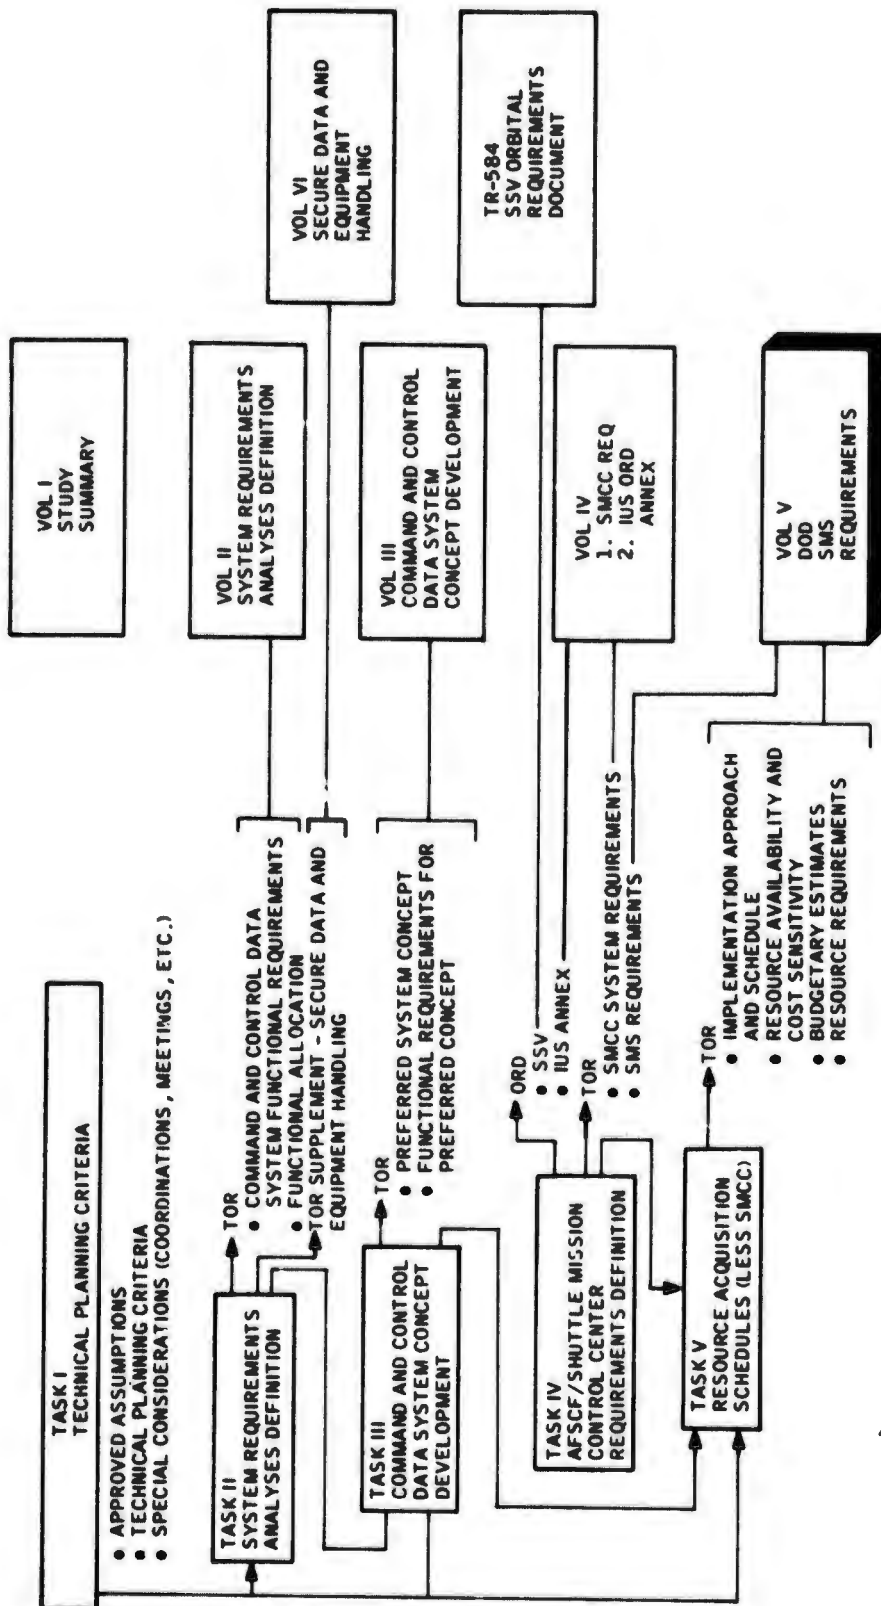 TASK I
TECHNICAL PLANNING CRITERIA
● APPROVED ASSUMPTIONS
● TECHNICAL PLANNING CRITERIA
● SPECIAL CONSIDERATIONS (COORDINATIONS, MEETINGS, ETC.)
TASK II
SYSTEM REQUIREMENTS
ANALYSES DEFINITION
TOR
● COMMAND AND CONTROL DATA
SYSTEM FUNCTIONAL REQUIREMENTS
● FUNCTIONAL ALLOCATION
TOR SUPPLEMENT - SECURE DATA AND
EQUIPMENT HANDLING
TASK III
COMMAND AND CONTROL
DATA SYSTEM CONCEPT
DEVELOPMENT
TOR
● PREFERRED SYSTEM CONCEPT
● FUNCTIONAL REQUIREMENTS FOR
PREFERRED CONCEPT
TASK IV
AFSCF/SHUTTLE MISSION
CONTROL CENTER
REQUIREMENTS DEFINITION
ORD
● SSV
● IUS ANNEX
TOR
● SMCC SYSTEM REQUIREMENTS
● SMS REQUIREMENTS
TASK V
RESOURCE ACQUISITION
SCHEDULES (LESS SMCC)
TOR
● IMPLEMENTATION APPROACH
AND SCHEDULE
● RESOURCE AVAILABILITY AND
COST SENSITIVITY
● BUDGETARY ESTIMATES
● RESOURCE REQUIREMENTS
VOL I
STUDY
SUMMARY
VOL II
SYSTEM REQUIREMENTS
ANALYSES DEFINITION
VOL III
COMMAND AND CONTROL
DATA SYSTEM
CONCEPT DEVELOPMENT
VOL IV
1. SMCC REQ
2. IUS ORD
ANNEX
VOL V
DOD
SMS
REQUIREMENTS
VOL VI
SECURE DATA AND
EQUIPMENT
HANDLING
TR-584
SSV ORBITAL
REQUIREMENTS
DOCUMENT